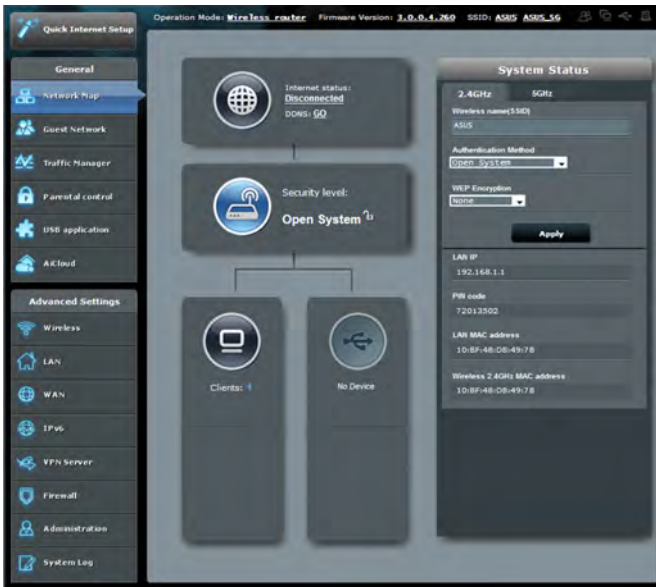 Quick Internet Setup
Operation Mode: Wireless router Firmware Version: 3.0.0.4.260 SSID: ASUS ASUS_5G
General
Network Map
Guest Network
Traffic Manager
Parental control
USB application
AiCloud
Advanced Settings
Wireless
LAN
WAN
IPv6
VPN Server
Firewall
Administration
System Log
Internet status:
Disconnected
DDNS: GO
Security level:
Open System
Clients:
No Device
System Status
2.4GHz 5GHz
Wireless name(SSID)
ASUS
Authentication Method
Open System
WEP Encryption
None
Apply
LAN IP
192.168.1.1
PIN code
72013502
LAN MAC address
10:BF:48:D8:49:78
Wireless 2.4GHz MAC address
10:BF:48:D8:49:78